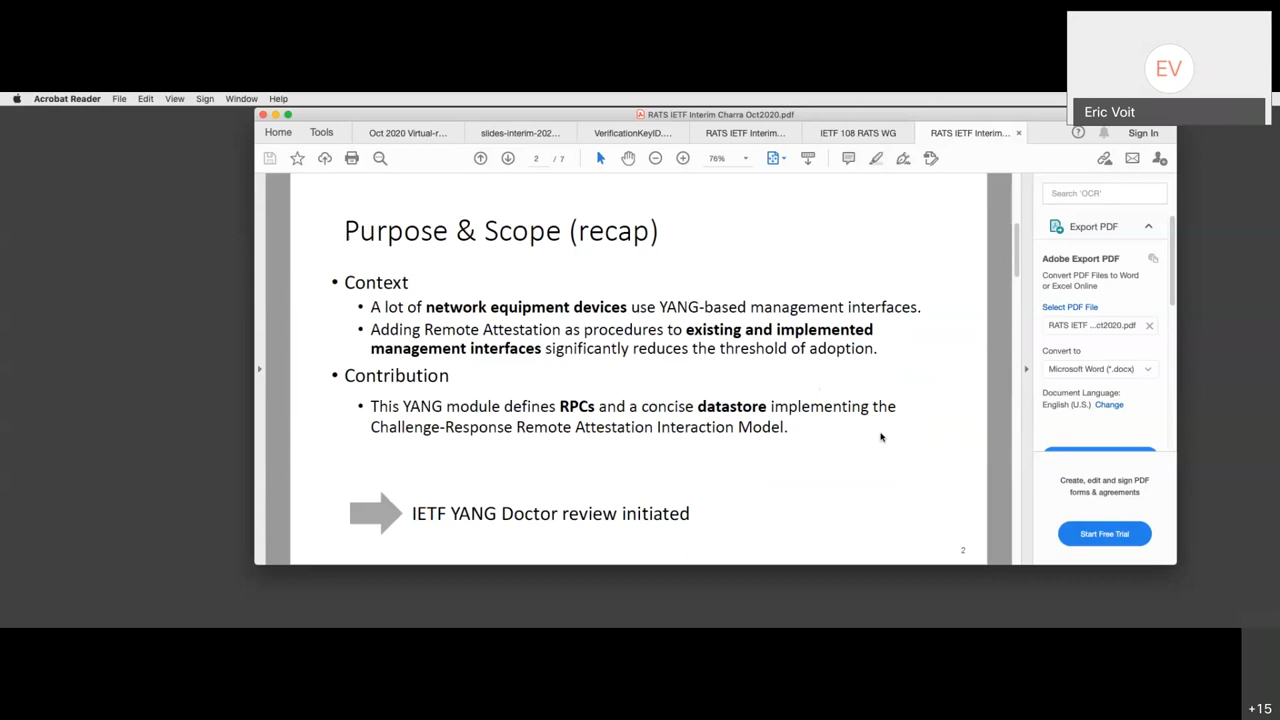 EV
Eric Voit
Acrobat Reader File Edit View Sign Window Help
RATS IETF Interim Charra Oct2020.pdf
Home Tools Oct 2020 Virtual-r... slides-interim-202... VerificationKeyID.... RATS IETF Interim... IETF 108 RATS WG RATS IETF Interim... × ? Sign In
2 / 7 76%
Search 'OCR'
Purpose & Scope (recap)
Export PDF
• Context
Adobe Export PDF
Convert PDF Files to Word
or Excel Online
• A lot of network equipment devices use YANG-based management interfaces.
Select PDF File
• Adding Remote Attestation as procedures to existing and implemented
management interfaces significantly reduces the threshold of adoption.
RATS IETF ...ct2020.pdf ×
Convert to
• Contribution
Microsoft Word (*.docx)
Document Language:
English (U.S.) Change
• This YANG module defines RPCs and a concise datastore implementing the
Challenge-Response Remote Attestation Interaction Model.
Create, edit and sign PDF
forms & agreements
IETF YANG Doctor review initiated
Start Free Trial
2
+15